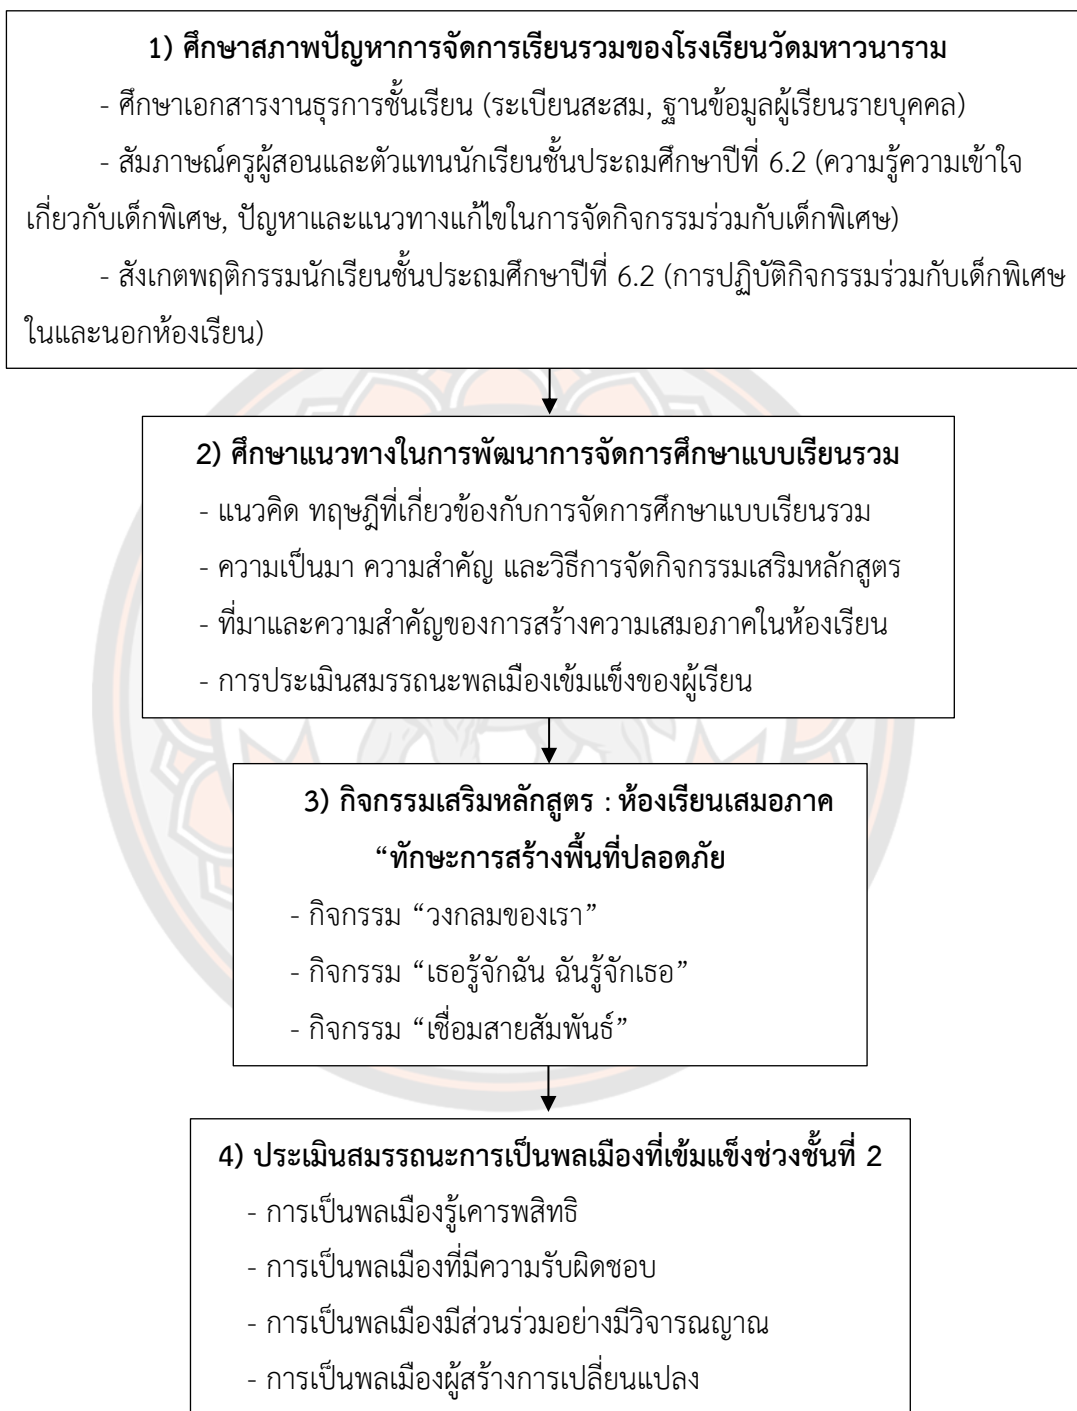 1) ศึกษาสภาพปัญหาการจัดการเรียนรวมของโรงเรียนวัดมหาวนาราม
- ศึกษาเอกสารงานธุรการชั้นเรียน (ระเบียนสะสม, ฐานข้อมูลผู้เรียนรายบุคคล)
- สัมภาษณ์ครูผู้สอนและตัวแทนนักเรียนชั้นประถมศึกษาปีที่ 6.2 (ความรู้ความเข้าใจ
เกี่ยวกับเด็กพิเศษ, ปัญหาและแนวทางแก้ไขในการจัดกิจกรรมร่วมกับเด็กพิเศษ)
- สังเกตพฤติกรรมนักเรียนชั้นประถมศึกษาปีที่ 6.2 (การปฏิบัติกิจกรรมร่วมกับเด็กพิเศษ
ในและนอกห้องเรียน)
2) ศึกษาแนวทางในการพัฒนาการจัดการศึกษาแบบเรียนรวม
- แนวคิด ทฤษฎีที่เกี่ยวข้องกับการจัดการศึกษาแบบเรียนรวม
- ความเป็นมา ความสำคัญ และวิธีการจัดกิจกรรมเสริมหลักสูตร
- ที่มาและความสำคัญของการสร้างความเสมอภาคในห้องเรียน
- การประเมินสมรรถนะพลเมืองเข้มแข็งของผู้เรียน
3) กิจกรรมเสริมหลักสูตร : ห้องเรียนเสมอภาค
“ทักษะการสร้างพื้นที่ปลอดภัย
- กิจกรรม “วงกลมของเรา”
- กิจกรรม “เธอรู้จักฉัน ฉันรู้จักเธอ”
- กิจกรรม “เชื่อมสายสัมพันธ์”
4) ประเมินสมรรถนะการเป็นพลเมืองที่เข้มแข็งช่วงชั้นที่ 2
- การเป็นพลเมืองรู้เคารพสิทธิ
- การเป็นพลเมืองที่มีความรับผิดชอบ
- การเป็นพลเมืองมีส่วนร่วมอย่างมีวิจารณญาณ
- การเป็นพลเมืองผู้สร้างการเปลี่ยนแปลง